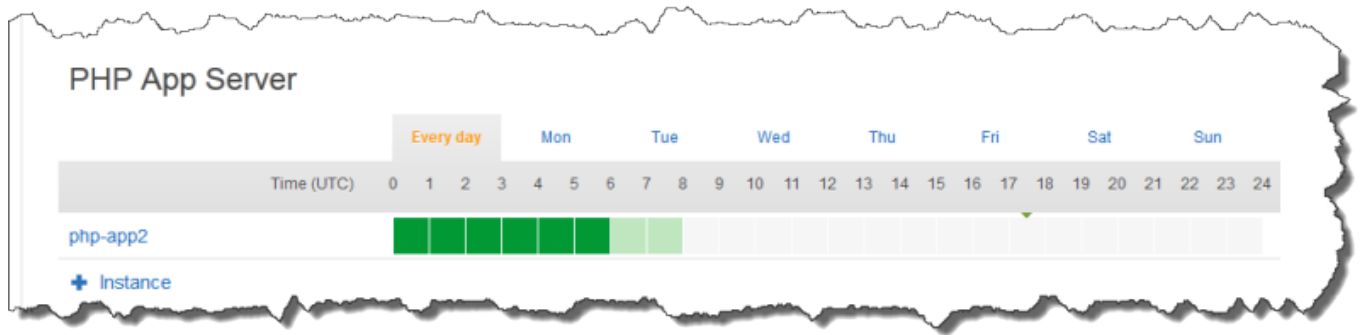 PHP App Server
Every day Mon Tue Wed Thu Fri Sat Sun
Time (UTC) 0 1 2 3 4 5 6 7 8 9 10 11 12 13 14 15 16 17 18 19 20 21 22 23 24
php-app2
+ Instance